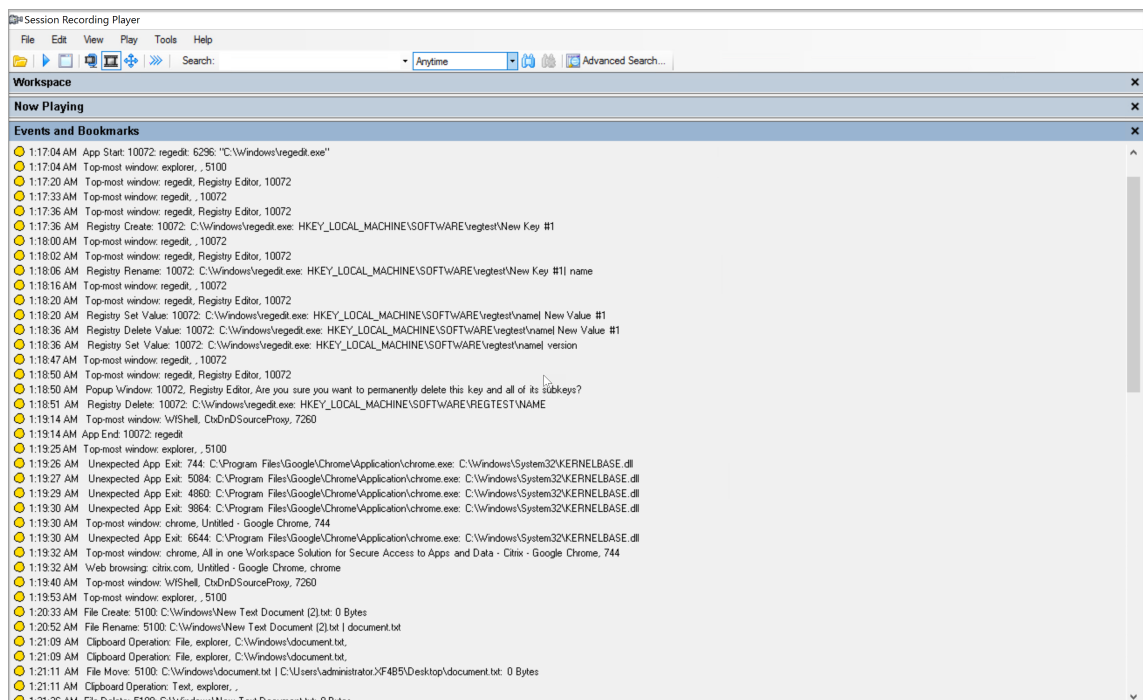 Session Recording Player
File Edit View Play Tools Help
Search: Anytime Advanced Search...
Workspace
Now Playing
Events and Bookmarks
1:17:04 AM App Start: 10072: regedit: 6296: "C:\Windows\regedit.exe"
1:17:04 AM Top-most window: explorer, , 5100
1:17:20 AM Top-most window: regedit, Registry Editor, 10072
1:17:33 AM Top-most window: regedit, , 10072
1:17:36 AM Top-most window: regedit, Registry Editor, 10072
1:17:36 AM Registry Create: 10072: C:\Windows\regedit.exe: HKEY_LOCAL_MACHINE\SOFTWARE\regtest\New Key #1
1:18:00 AM Top-most window: regedit, , 10072
1:18:02 AM Top-most window: regedit, Registry Editor, 10072
1:18:06 AM Registry Rename: 10072: C:\Windows\regedit.exe: HKEY_LOCAL_MACHINE\SOFTWARE\regtest\New Key #1| name
1:18:16 AM Top-most window: regedit, , 10072
1:18:20 AM Top-most window: regedit, Registry Editor, 10072
1:18:20 AM Registry Set Value: 10072: C:\Windows\regedit.exe: HKEY_LOCAL_MACHINE\SOFTWARE\regtest\name| New Value #1
1:18:36 AM Registry Delete Value: 10072: C:\Windows\regedit.exe: HKEY_LOCAL_MACHINE\SOFTWARE\regtest\name| New Value #1
1:18:36 AM Registry Set Value: 10072: C:\Windows\regedit.exe: HKEY_LOCAL_MACHINE\SOFTWARE\regtest\name| version
1:18:47 AM Top-most window: regedit, , 10072
1:18:50 AM Top-most window: regedit, Registry Editor, 10072
1:18:50 AM Popup Window: 10072, Registry Editor, Are you sure you want to permanently delete this key and all of its subkeys?
1:18:51 AM Registry Delete: 10072: C:\Windows\regedit.exe: HKEY_LOCAL_MACHINE\SOFTWARE\REGTEST\NAME
1:19:14 AM Top-most window: WfShell, CtxDnDSourceProxy, 7260
1:19:14 AM App End: 10072: regedit
1:19:25 AM Top-most window: explorer, , 5100
1:19:26 AM Unexpected App Exit: 744: C:\Program Files\Google\Chrome\Application\chrome.exe: C:\Windows\System32\KERNELBASE.dll
1:19:27 AM Unexpected App Exit: 5084: C:\Program Files\Google\Chrome\Application\chrome.exe: C:\Windows\System32\KERNELBASE.dll
1:19:29 AM Unexpected App Exit: 4860: C:\Program Files\Google\Chrome\Application\chrome.exe: C:\Windows\System32\KERNELBASE.dll
1:19:30 AM Unexpected App Exit: 9864: C:\Program Files\Google\Chrome\Application\chrome.exe: C:\Windows\System32\KERNELBASE.dll
1:19:30 AM Top-most window: chrome, Untitled - Google Chrome, 744
1:19:30 AM Unexpected App Exit: 6644: C:\Program Files\Google\Chrome\Application\chrome.exe: C:\Windows\System32\KERNELBASE.dll
1:19:32 AM Top-most window: chrome, All in one Workspace Solution for Secure Access to Apps and Data - Citrix - Google Chrome, 744
1:19:32 AM Web browsing: citrix.com, Untitled - Google Chrome, chrome
1:19:40 AM Top-most window: WfShell, CtxDnDSourceProxy, 7260
1:19:53 AM Top-most window: explorer, , 5100
1:20:33 AM File Create: 5100: C:\Windows\New Text Document (2).txt: 0 Bytes
1:20:52 AM File Rename: 5100: C:\Windows\New Text Document (2).txt | document.txt
1:21:09 AM Clipboard Operation: File, explorer, C:\Windows\document.txt,
1:21:09 AM Clipboard Operation: File, explorer, C:\Windows\document.txt,
1:21:11 AM File Move: 5100: C:\Windows\document.txt | C:\Users\administrator.XF4B5\Desktop\document.txt: 0 Bytes
1:21:11 AM Clipboard Operation: Text, explorer, ,